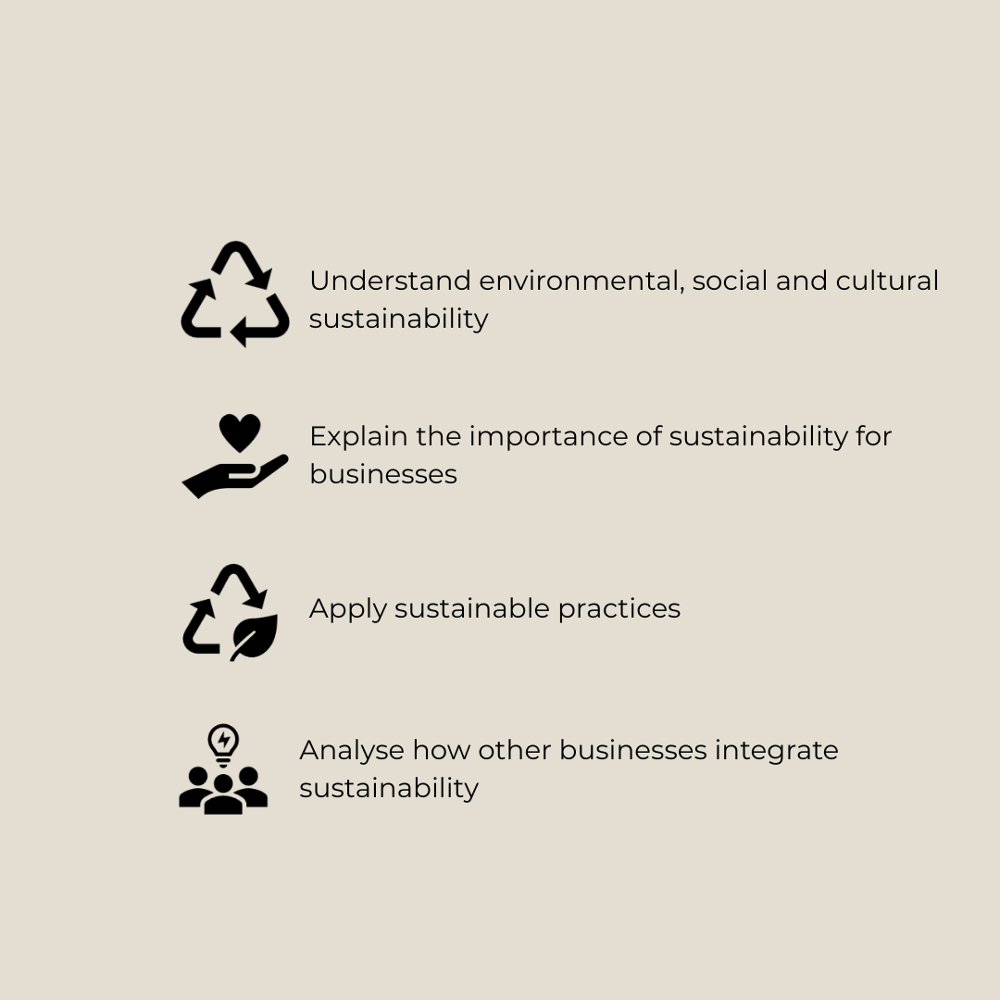 Understand environmental, social and cultural
sustainability
Explain the importance of sustainability for
businesses
Apply sustainable practices
Analyse how other businesses integrate
sustainability